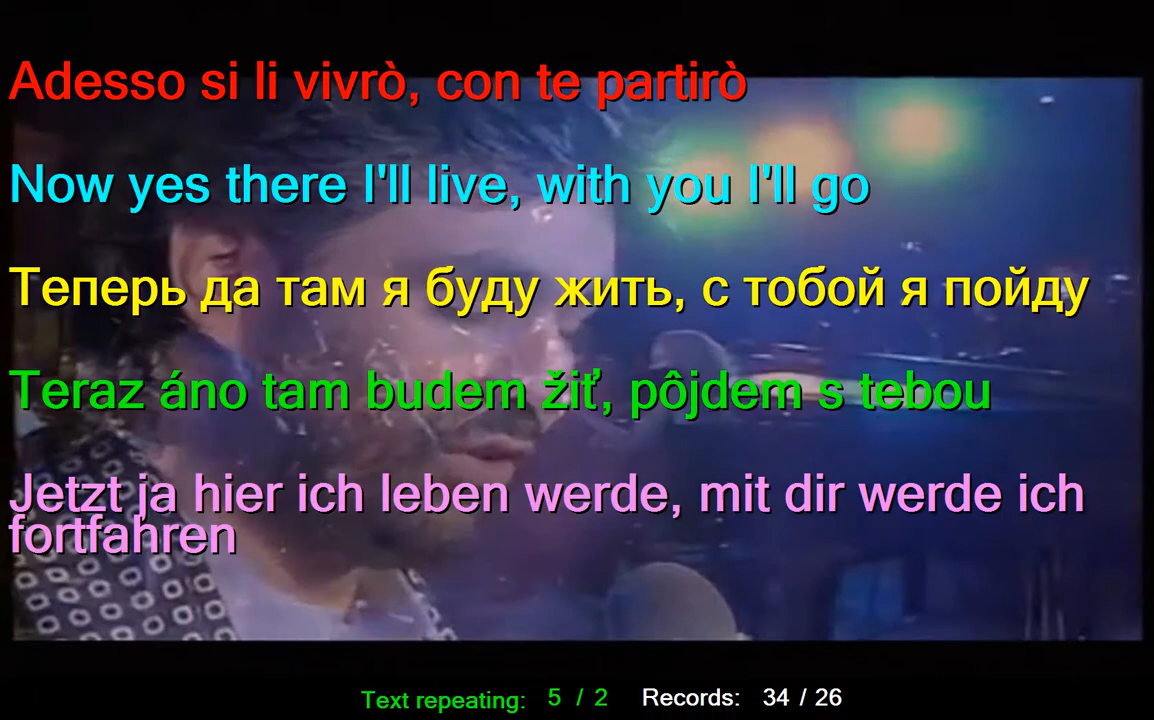 Adesso si li vivrò, con te partirò
Now yes there I'll live, with you I'll go
Теперь да там я буду жить, с тобой я пойду
Teraz áno tam budem žiť, pôjdem s tebou
Jetzt ja hier ich leben werde, mit dir werde ich
fortfahren
Text repeating: 5 / 2 Records: 34 / 26